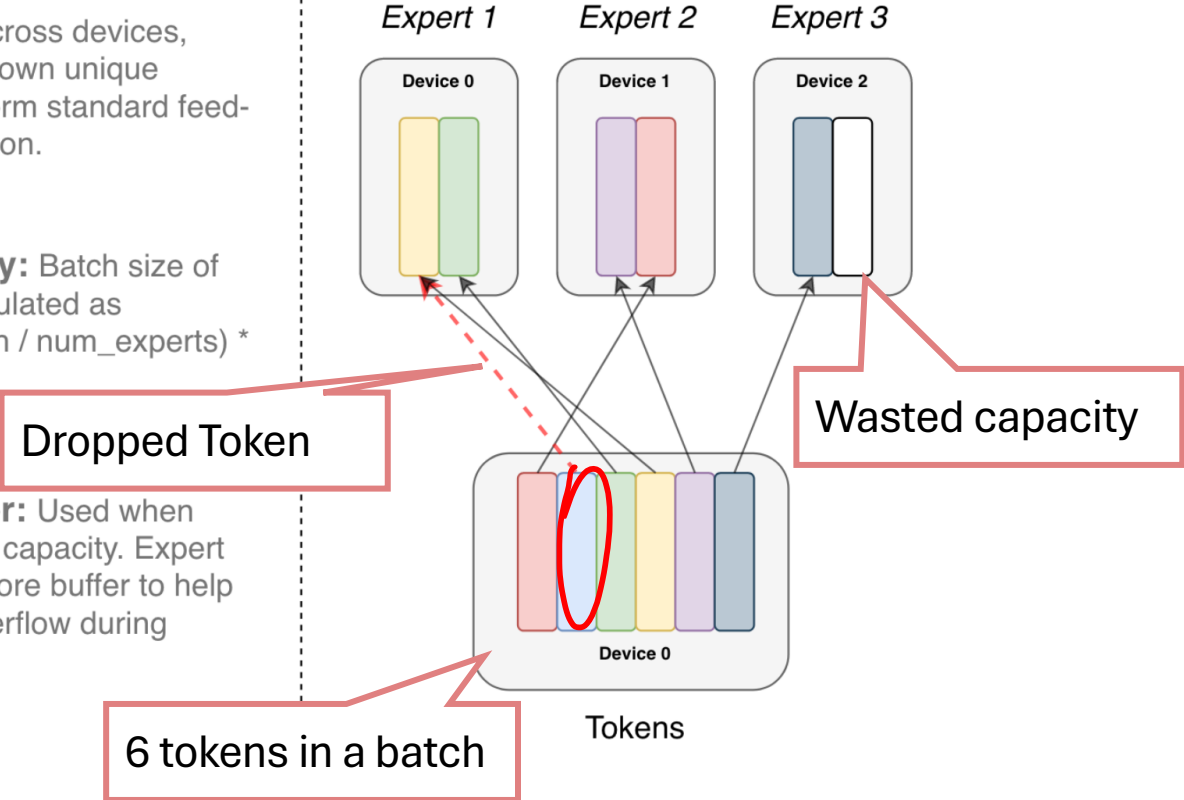 Expert 1 Expert 2 Expert 3
Device 0 Device 1 Device 2
cross devices,
own unique
orm standard feed-
on.
y: Batch size of
ulated as
n / num_experts) *
Dropped Token
Wasted capacity
r: Used when
capacity. Expert
ore buffer to help
erflow during
Device 0
Tokens
6 tokens in a batch